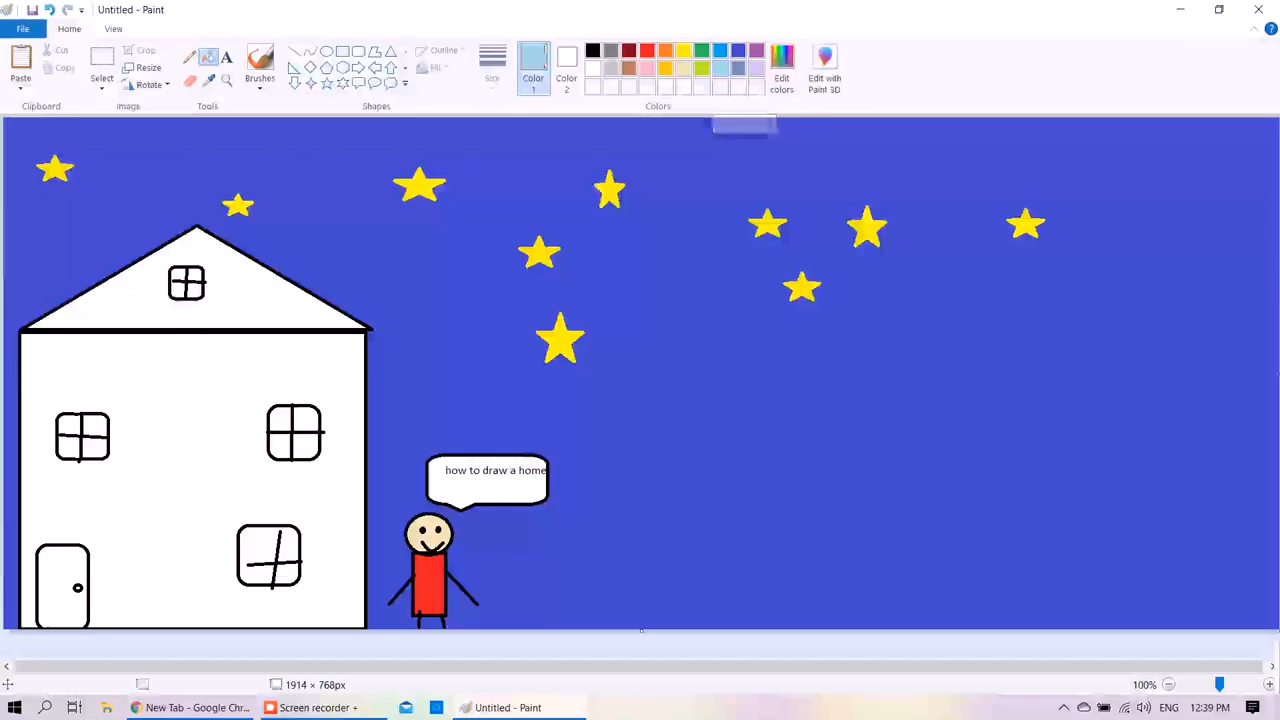 Untitled - Paint
File
Home
View
Paste
Cut
Copy
Clipboard
Select
Crop
Resize
Rotate
Image
Tools
Brushes
Shapes
Outline
Fill
Size
Color
1
Color
2
Colors
Edit
colors
Edit with
Paint 3D
how to draw a home
1914 × 768px
100%
New Tab - Google Chr...
Screen recorder +
Untitled - Paint
ENG
12:39 PM